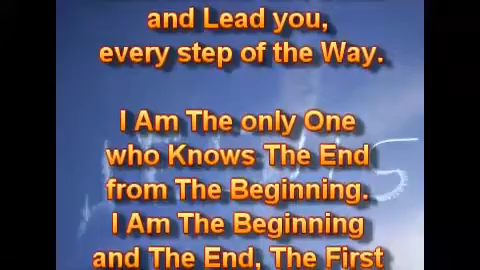 and Lead you,
every step of the Way.
I Am The only One
who Knows The End
from The Beginning.
I Am The Beginning
and The End, The First